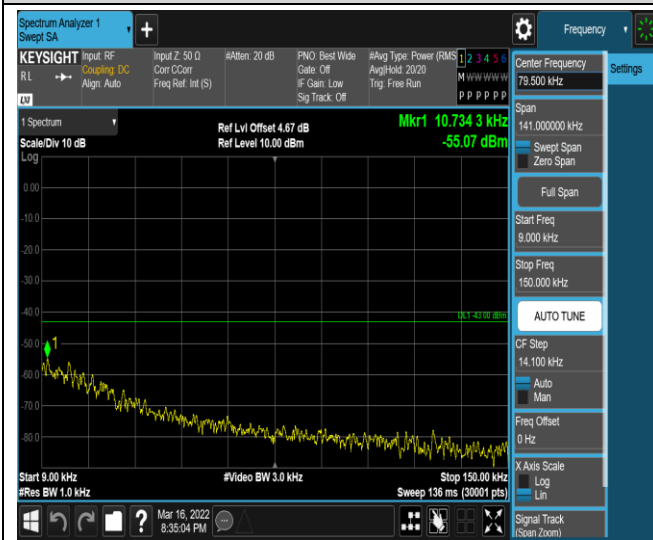 Spectrum Analyzer 1
Swept SA
Frequency
KEYSIGHT
RL
LXI
Input: RF
Coupling: DC
Align: Auto
Input Z: 50 Ω
Corr CCorr
Freq Ref: Int (S)
#Atten: 20 dB
PNO: Best Wide
Gate: Off
IF Gain: Low
Sig Track: Off
#Avg Type: Power (RMS
Avg|Hold: 20/20
Trig: Free Run
1 2 3 4 5 6
M W W W W W
P P P P P P
Center Frequency
79.500 kHz
Settings
1 Spectrum
Scale/Div 10 dB
Log
Ref Lvl Offset 4.67 dB
Ref Level 10.00 dBm
Mkr1 10.734 3 kHz
-55.07 dBm
Span
141.000000 kHz
Swept Span
Zero Span
Full Span
Start Freq
9.000 kHz
Stop Freq
150.000 kHz
AUTO TUNE
CF Step
14.100 kHz
Auto
Man
Freq Offset
0 Hz
X Axis Scale
Log
Lin
Signal Track
(Span Zoom)
0.00
-10.0
-20.0
-30.0
-40.0
-50.0
-60.0
-70.0
-80.0
DL1 -43.00 dBm
1
Start 9.00 kHz
#Res BW 1.0 kHz
#Video BW 3.0 kHz
Stop 150.00 kHz
Sweep 136 ms (30001 pts)
?
Mar 16, 2022
8:35:04 PM